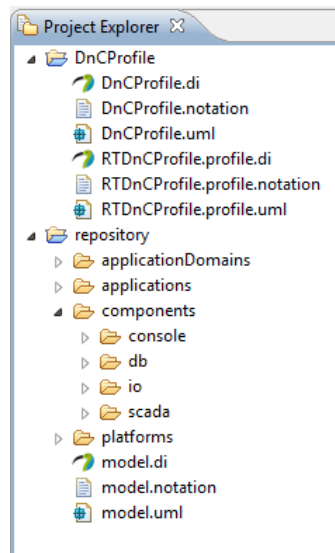 Project Explorer
DnCProfile
DnCProfile.di
DnCProfile.notation
DnCProfile.uml
RTDnCProfile.profile.di
RTDnCProfile.profile.notation
RTDnCProfile.profile.uml
repository
applicationDomains
applications
components
console
db
io
scada
platforms
model.di
model.notation
model.uml